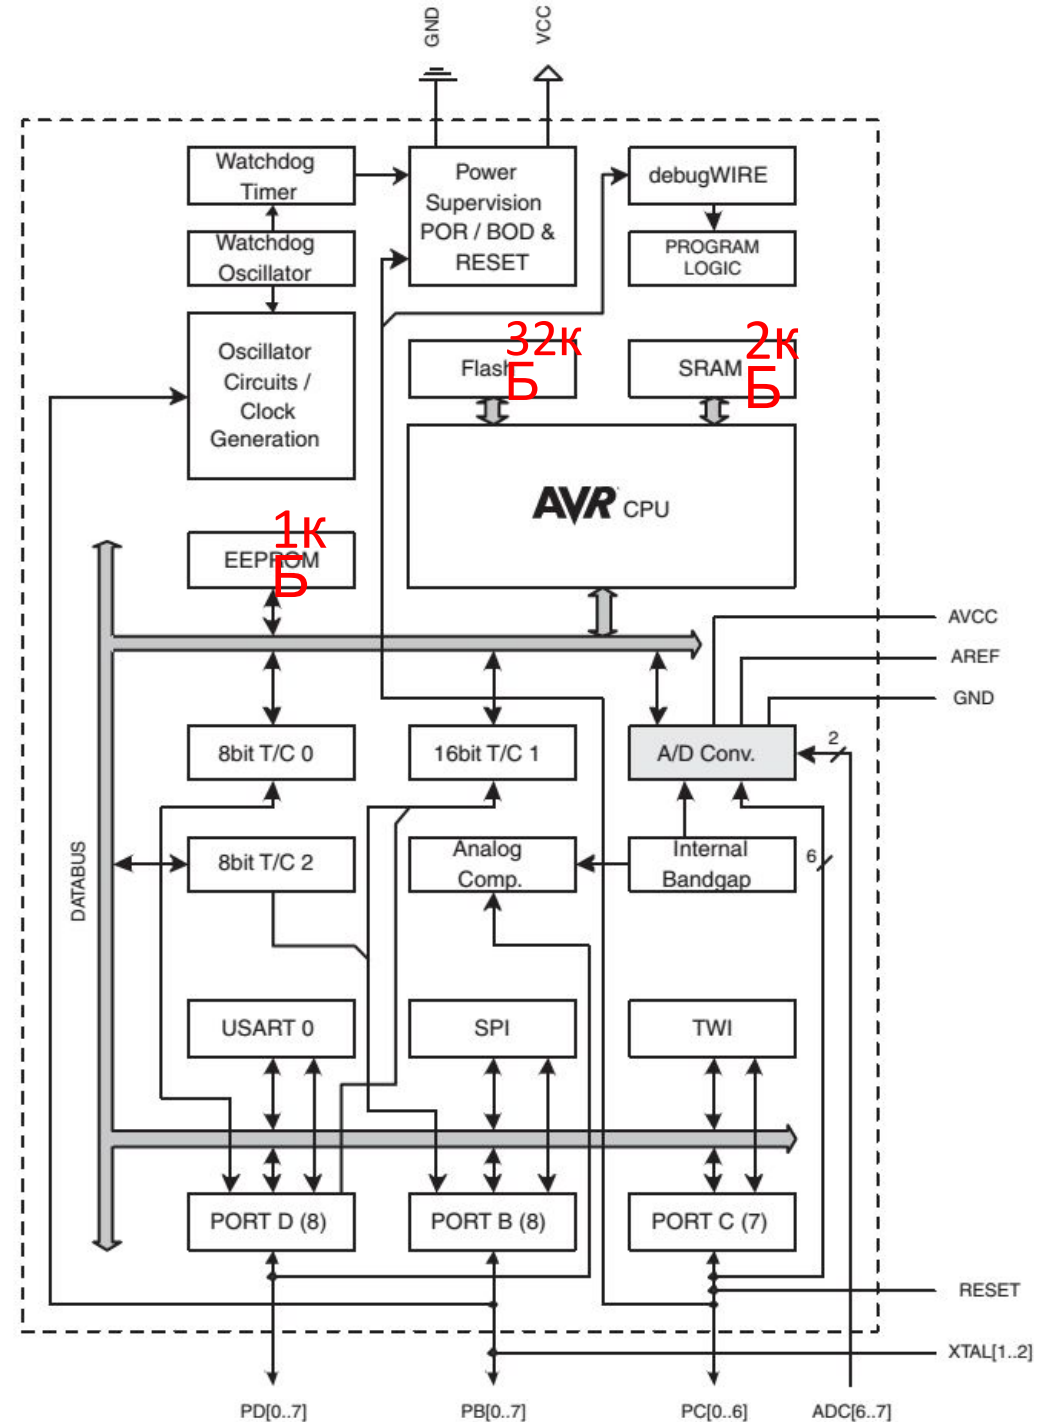 GND
VCC
Watchdog
Timer
Power
Supervision
POR / BOD &
RESET
debugWIRE
Watchdog
Oscillator
PROGRAM
LOGIC
Oscillator
Circuits /
Clock
Generation
Flash
32к
Б
SRAM
2к
Б
AVR CPU
EEPROM
1к
Б
AVCC
AREF
GND
8bit T/C 0
16bit T/C 1
A/D Conv.
2
DATABUS
8bit T/C 2
Analog
Comp.
Internal
Bandgap
6
USART 0
SPI
TWI
PORT D (8)
PORT B (8)
PORT C (7)
RESET
XTAL[1..2]
PD[0..7]
PB[0..7]
PC[0..6]
ADC[6..7]